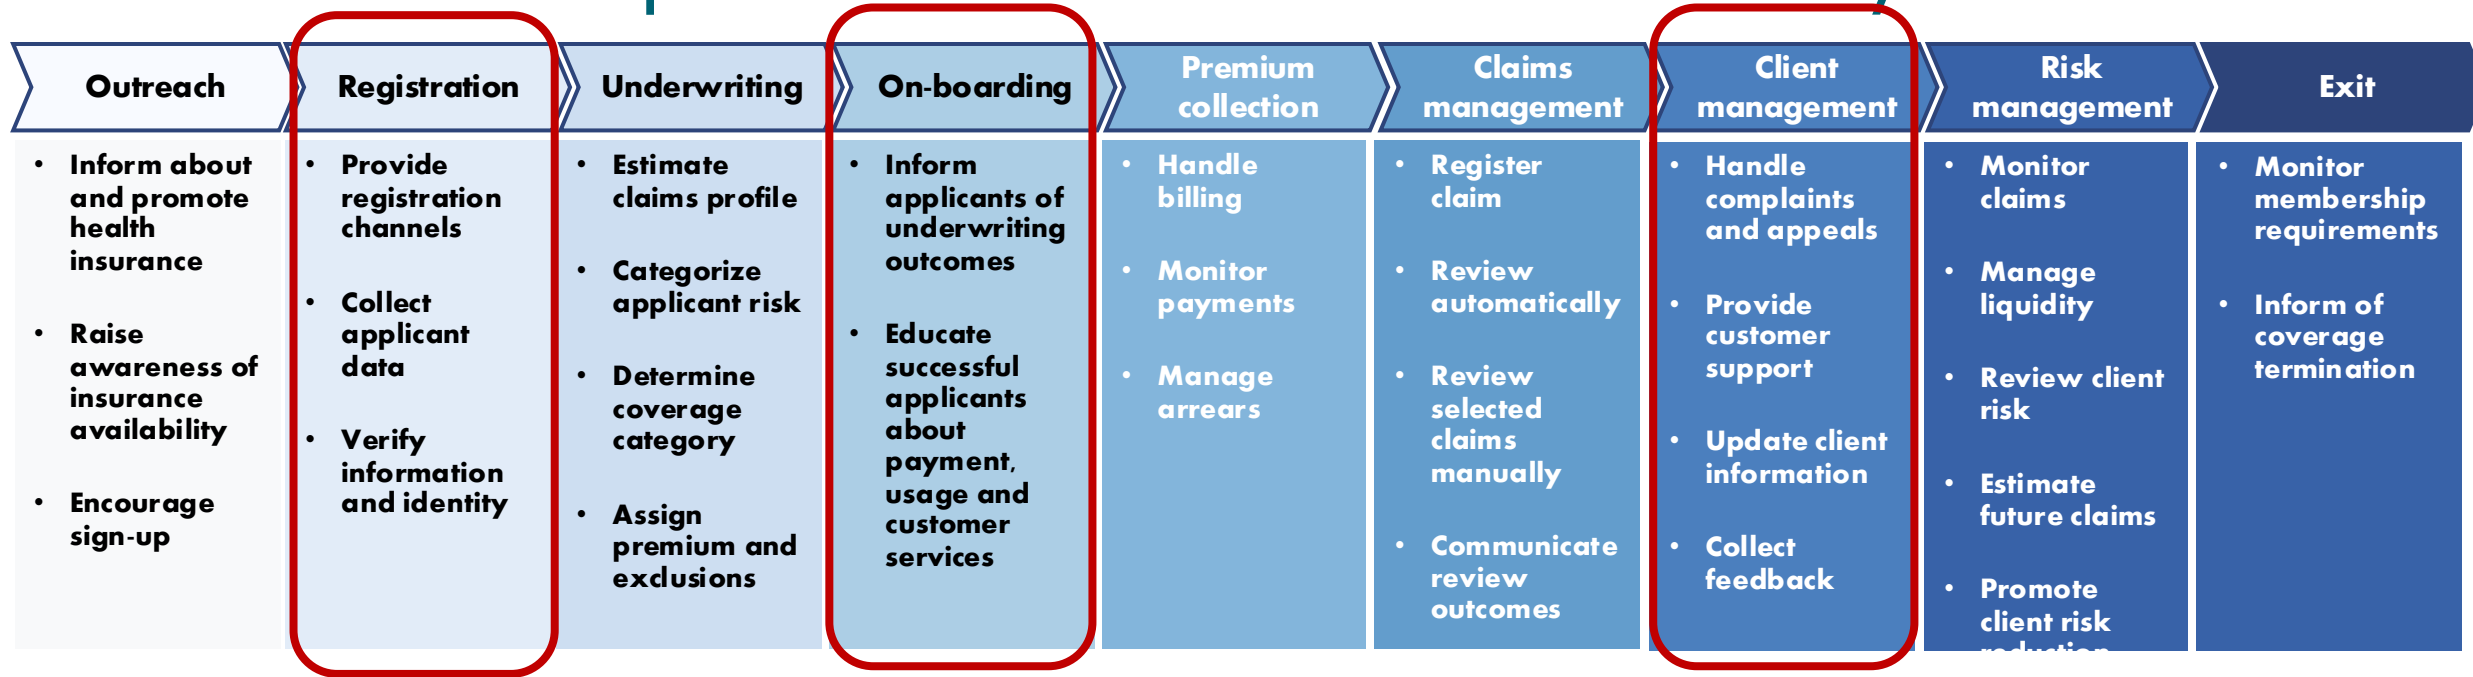 Outreach
• Inform about
and promote
health
insurance
• Raise
awareness of
insurance
availability
• Encourage
sign-up
Registration
• Provide
registration
channels
• Collect
applicant
data
• Verify
information
and identity
Underwriting
• Estimate
claims profile
• Categorize
applicant risk
• Determine
coverage
category
• Assign
premium and
exclusions
On-boarding
• Inform
applicants of
underwriting
outcomes
• Educate
successful
applicants
about
payment,
usage and
customer
services
Premium
collection
• Handle
billing
• Monitor
payments
• Manage
arrears
Claims
management
• Register
claim
• Review
automatically
• Review
selected
claims
manually
• Communicate
review
outcomes
Client
management
• Handle
complaints
and appeals
• Provide
customer
support
• Update client
information
• Collect
feedback
Risk
management
• Monitor
claims
• Manage
liquidity
• Review client
risk
• Estimate
future claims
• Promote
client risk
reduction
Exit
• Monitor
membership
requirements
• Inform of
coverage
termination